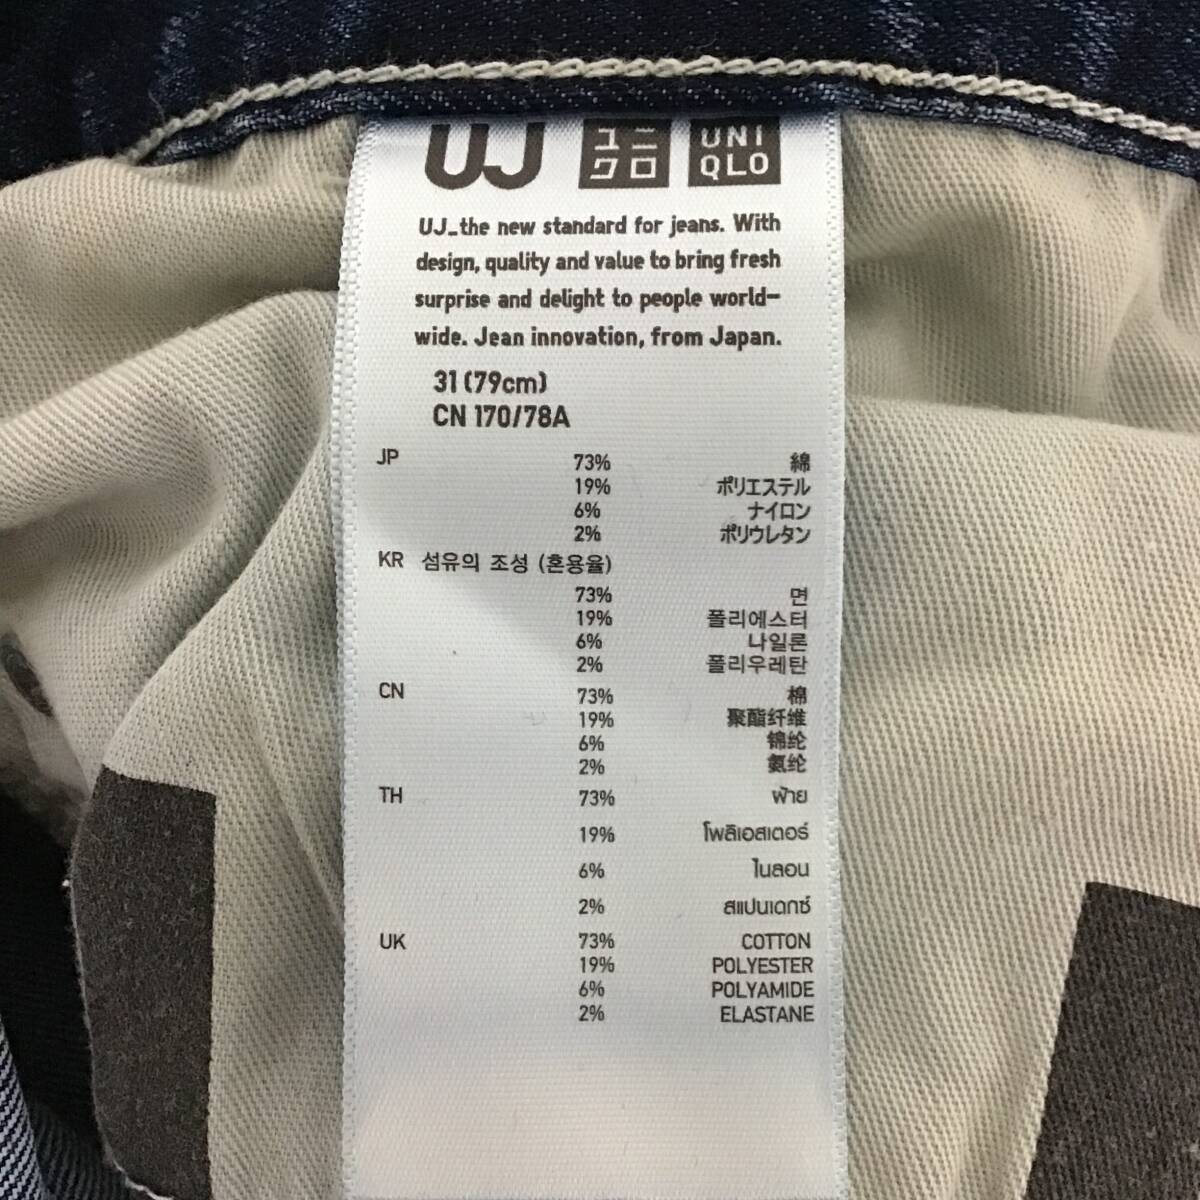 UJ ユニクロ UNIQLO
UJ_the new standard for jeans. With
design, quality and value to bring fresh
surprise and delight to people world-
wide. Jean innovation, from Japan.
31 (79cm)
CN 170/78A
JP 73% 綿
19% ポリエステル
6% ナイロン
2% ポリウレタン
KR 섬유의 조성 (혼용율)
73% 면
19% 폴리에스터
6% 나일론
2% 폴리우레탄
CN 73% 棉
19% 聚酯纤维
6% 锦纶
2% 氨纶
TH 73% ฝ้าย
19% โพลิเอสเตอร์
6% ไนลอน
2% สแปนเดกซ์
UK 73% COTTON
19% POLYESTER
6% POLYAMIDE
2% ELASTANE